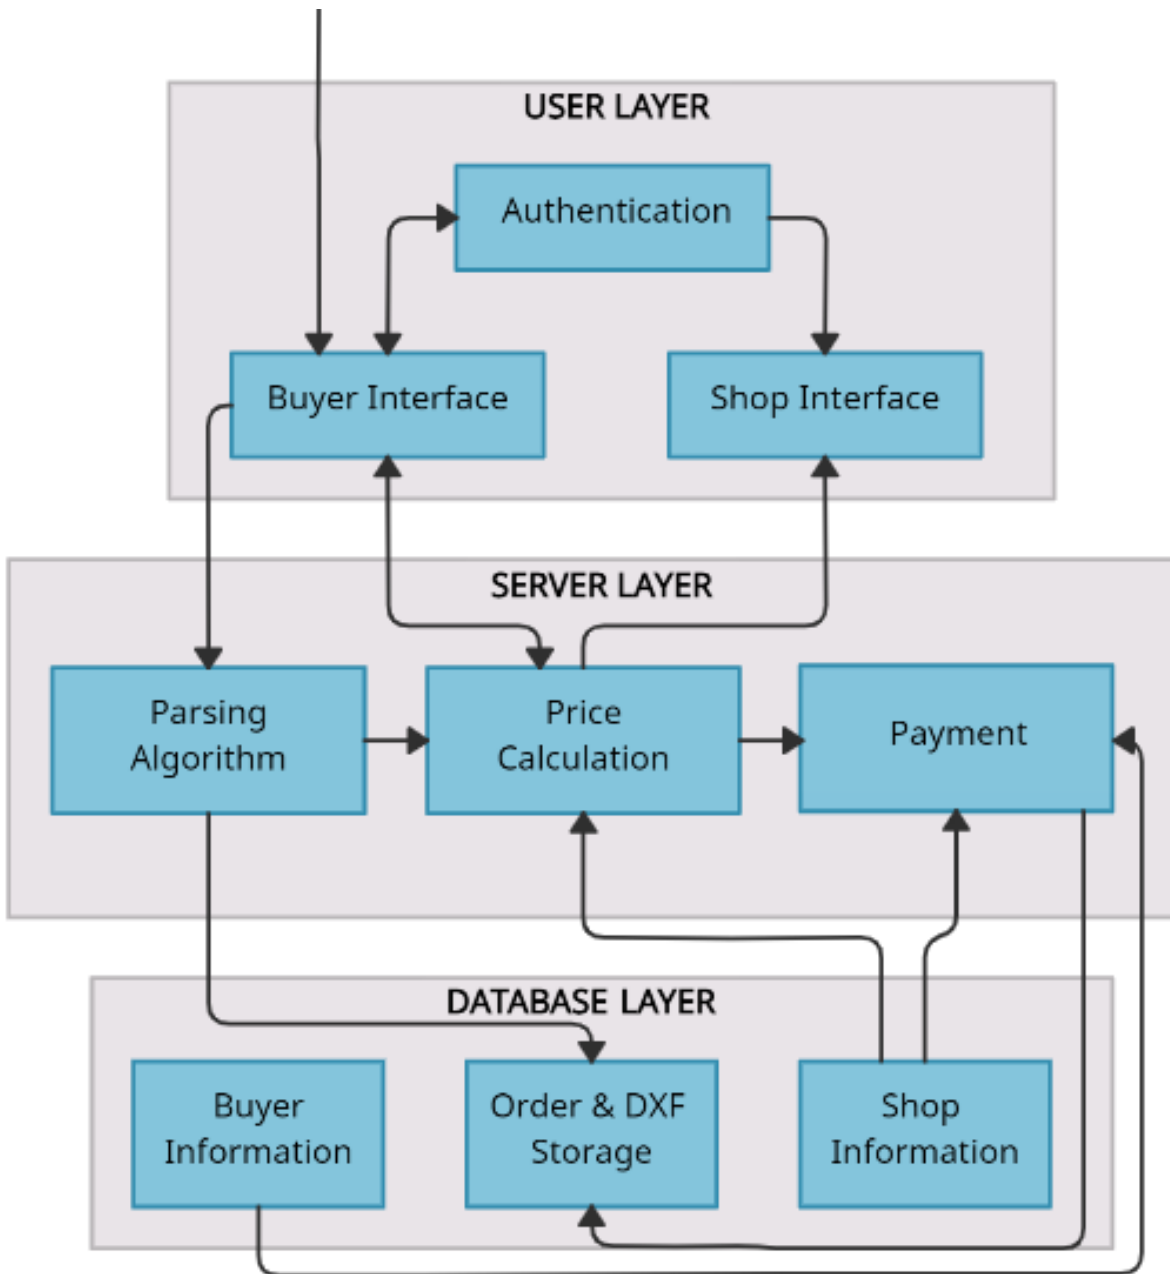 USER LAYER
Authentication
Buyer Interface
Shop Interface
SERVER LAYER
Parsing
Algorithm
Price
Calculation
Payment
DATABASE LAYER
Buyer
Information
Order & DXF
Storage
Shop
Information